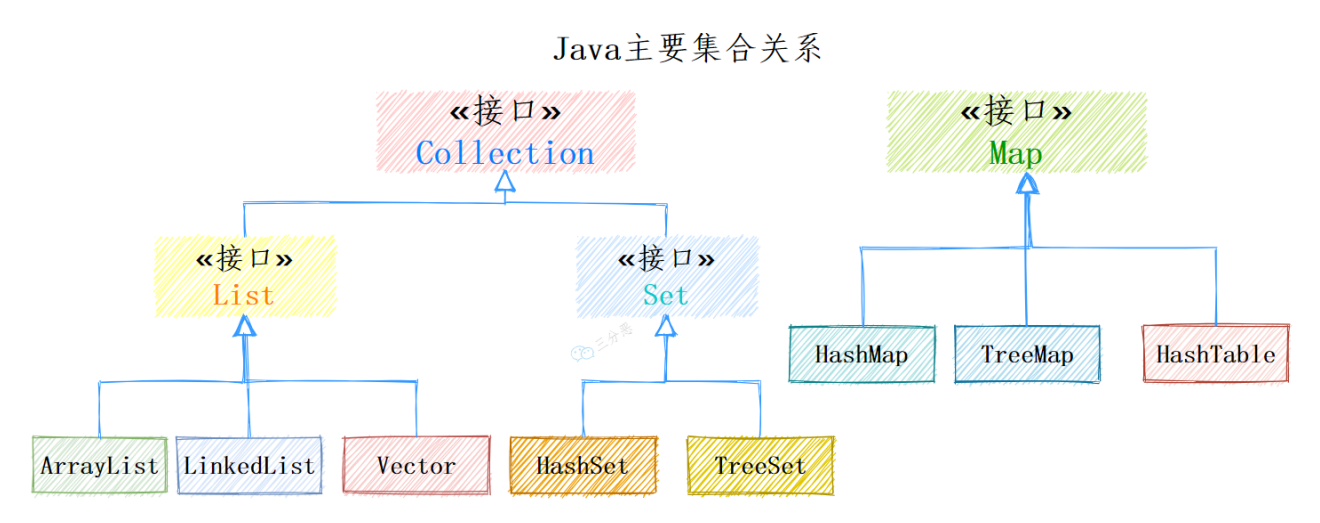 Java主要集合关系
«接口»
Collection
«接口»
Map
«接口»
List
«接口»
Set
三分恶
HashMap
TreeMap
HashTable
ArrayList
LinkedList
Vector
HashSet
TreeSet